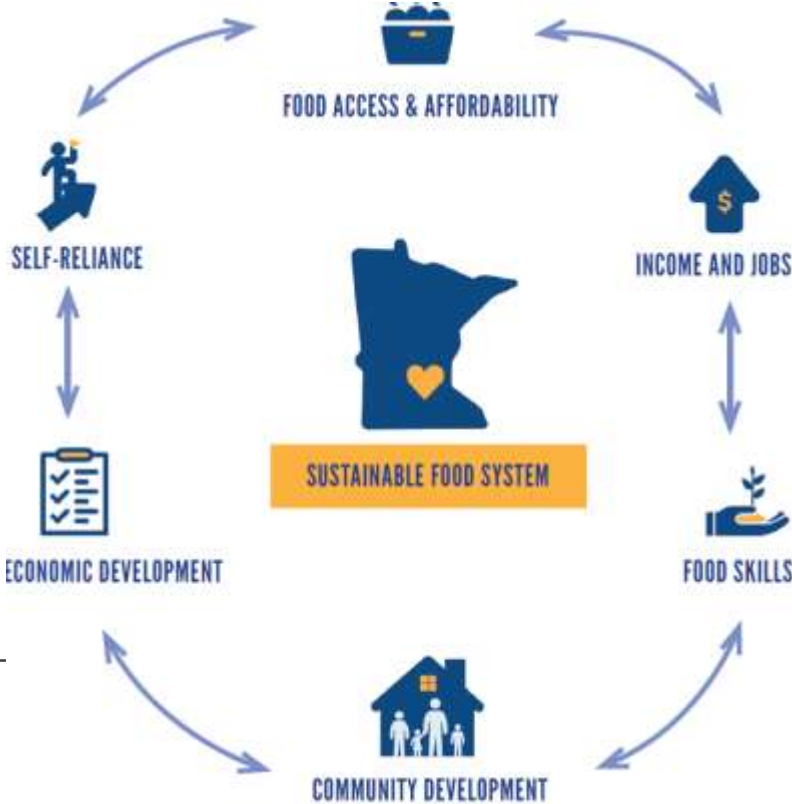 FOOD ACCESS & AFFORDABILITY
SELF-RELIANCE
$
INCOME AND JOBS
SUSTAINABLE FOOD SYSTEM
ECONOMIC DEVELOPMENT
FOOD SKILLS
COMMUNITY DEVELOPMENT